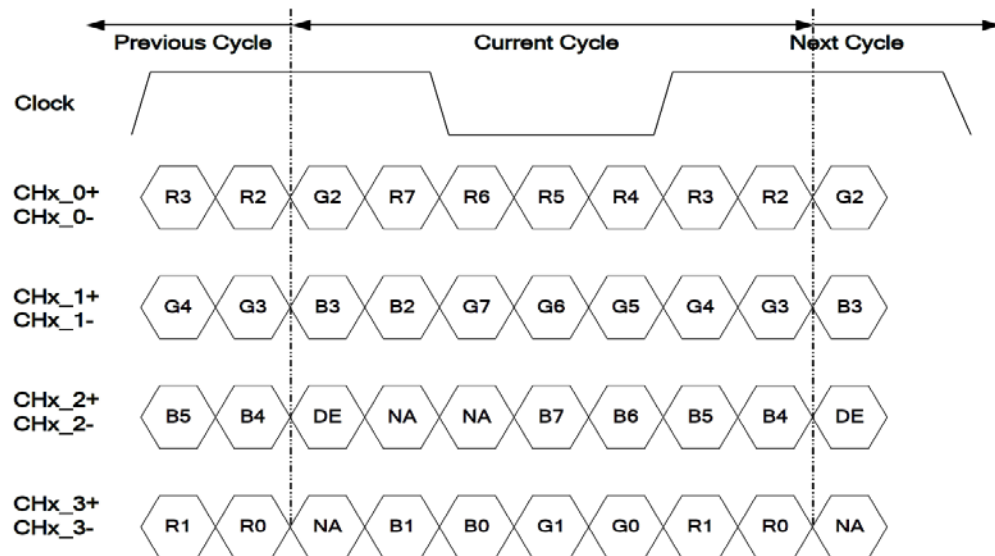 Previous Cycle Current Cycle Next Cycle
Clock
CHx_0+
CHx_0-
R3 R2 G2 R7 R6 R5 R4 R3 R2 G2
CHx_1+
CHx_1-
G4 G3 B3 B2 G7 G6 G5 G4 G3 B3
CHx_2+
CHx_2-
B5 B4 DE NA NA B7 B6 B5 B4 DE
CHx_3+
CHx_3-
R1 R0 NA B1 B0 G1 G0 R1 R0 NA